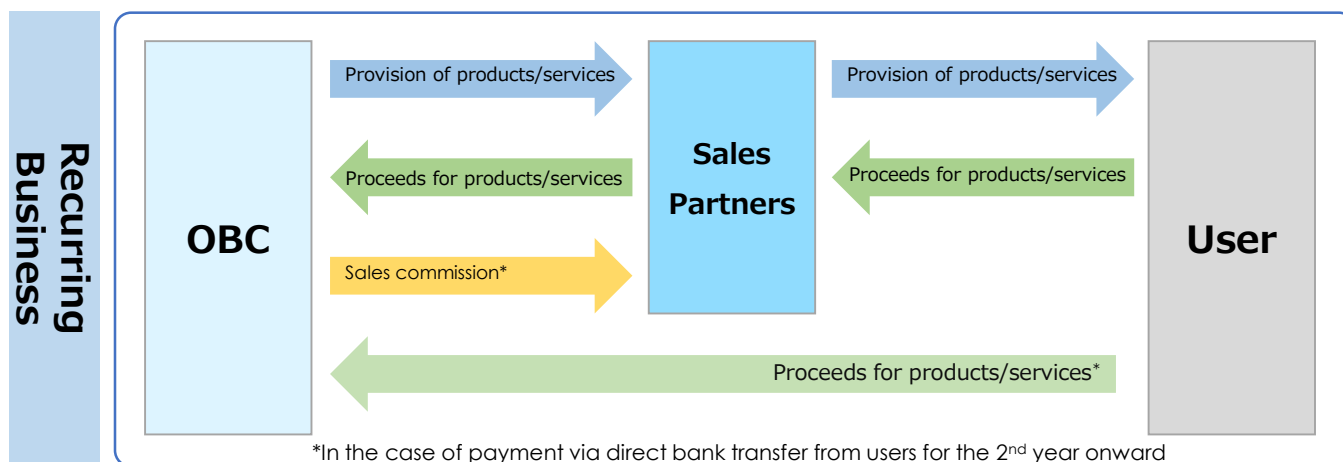 Recurring
Business
OBC
Provision of products/services
Proceeds for products/services
Sales commission*
Sales
Partners
Provision of products/services
Proceeds for products/services
User
Proceeds for products/services*
*In the case of payment via direct bank transfer from users for the 2nd year onward